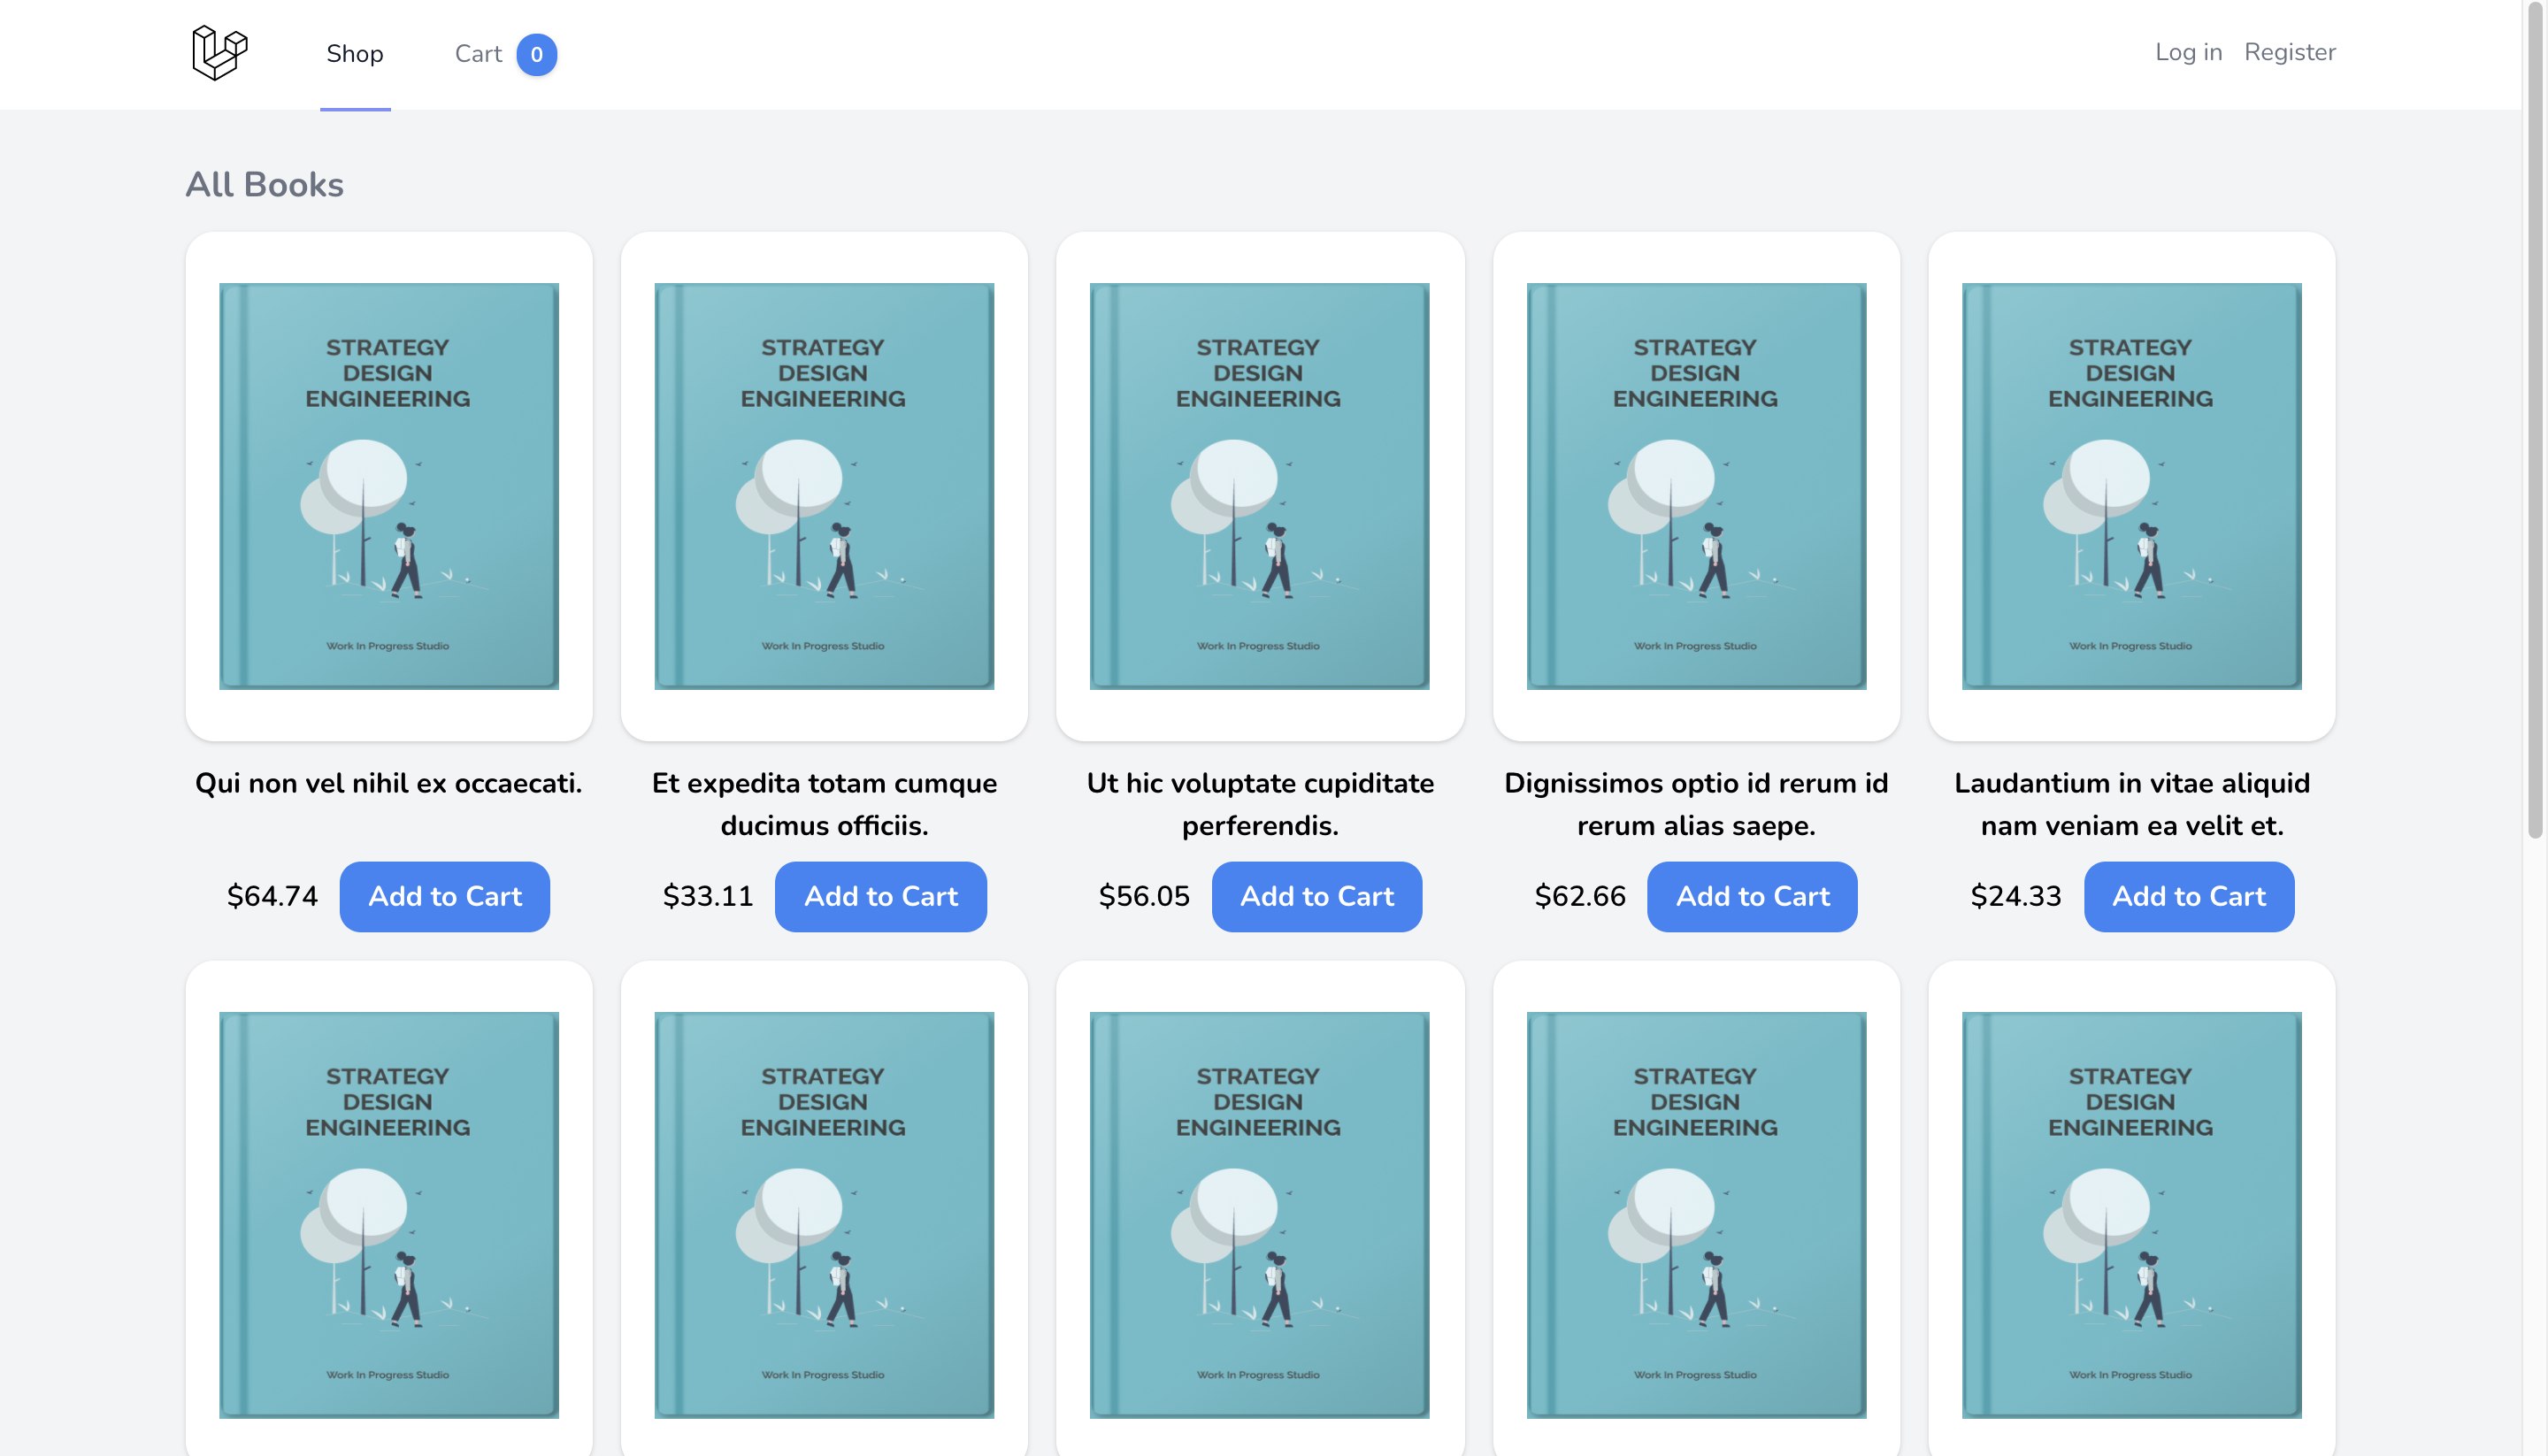 Shop
Cart 0
Log in Register
All Books
STRATEGY
DESIGN
ENGINEERING
Work In Progress Studio
STRATEGY
DESIGN
ENGINEERING
Work In Progress Studio
STRATEGY
DESIGN
ENGINEERING
Work In Progress Studio
STRATEGY
DESIGN
ENGINEERING
Work In Progress Studio
STRATEGY
DESIGN
ENGINEERING
Work In Progress Studio
Qui non vel nihil ex occaecati.
$64.74 Add to Cart
Et expedita totam cumque
ducimus officiis.
$33.11 Add to Cart
Ut hic voluptate cupiditate
perferendis.
$56.05 Add to Cart
Dignissimos optio id rerum id
rerum alias saepe.
$62.66 Add to Cart
Laudantium in vitae aliquid
nam veniam ea velit et.
$24.33 Add to Cart
STRATEGY
DESIGN
ENGINEERING
Work In Progress Studio
STRATEGY
DESIGN
ENGINEERING
Work In Progress Studio
STRATEGY
DESIGN
ENGINEERING
Work In Progress Studio
STRATEGY
DESIGN
ENGINEERING
Work In Progress Studio
STRATEGY
DESIGN
ENGINEERING
Work In Progress Studio